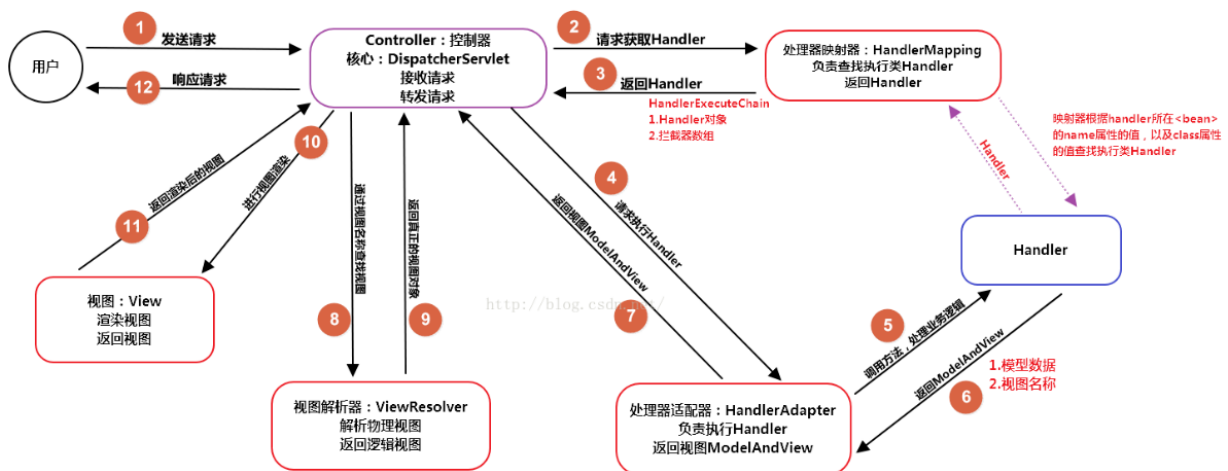 1
发送请求
用户
12
响应请求
Controller：控制器
核心：DispatcherServlet
接收请求
转发请求
2
请求获取Handler
3
返回Handler
HandlerExecuteChain
1.Handler对象
2.拦截器数组
处理器映射器：HandlerMapping
负责查找执行类Handler
返回Handler
Handler
映射器根据handler所在<bean>
的name属性的值，以及class属性
的值查找执行类Handler
Handler
4
请求执行Handler
5
调用方法，处理业务逻辑
6
返回ModelAndView
1.模型数据
2.视图名称
处理器适配器：HandlerAdapter
负责执行Handler
返回视图ModelAndView
7
返回视图ModelAndView
8
通过视图名称查找视图
9
返回真正的视图对象
视图解析器：ViewResolver
解析物理视图
返回逻辑视图
10
进行视图渲染
11
返回渲染后的视图
视图：View
渲染视图
返回视图
http://blog.csdn.net/